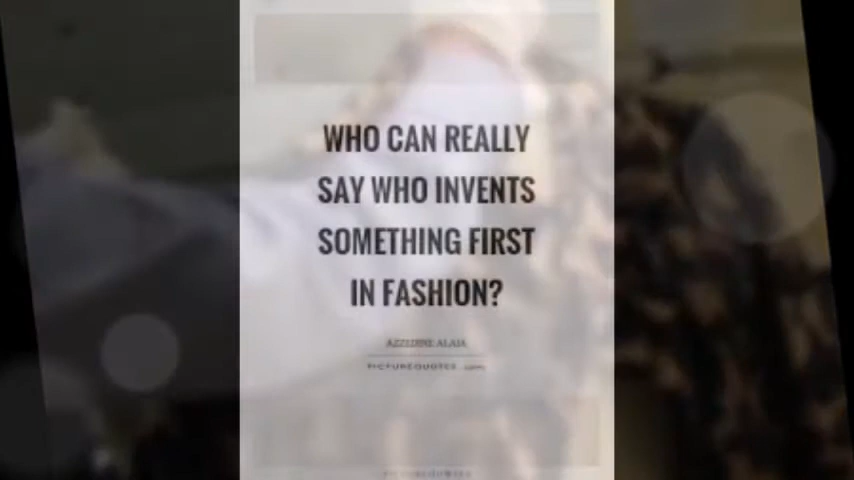 WHO CAN REALLY
SAY WHO INVENTS
SOMETHING FIRST
IN FASHION?
AZZEDINE ALAIA
PICTUREQUOTES.com